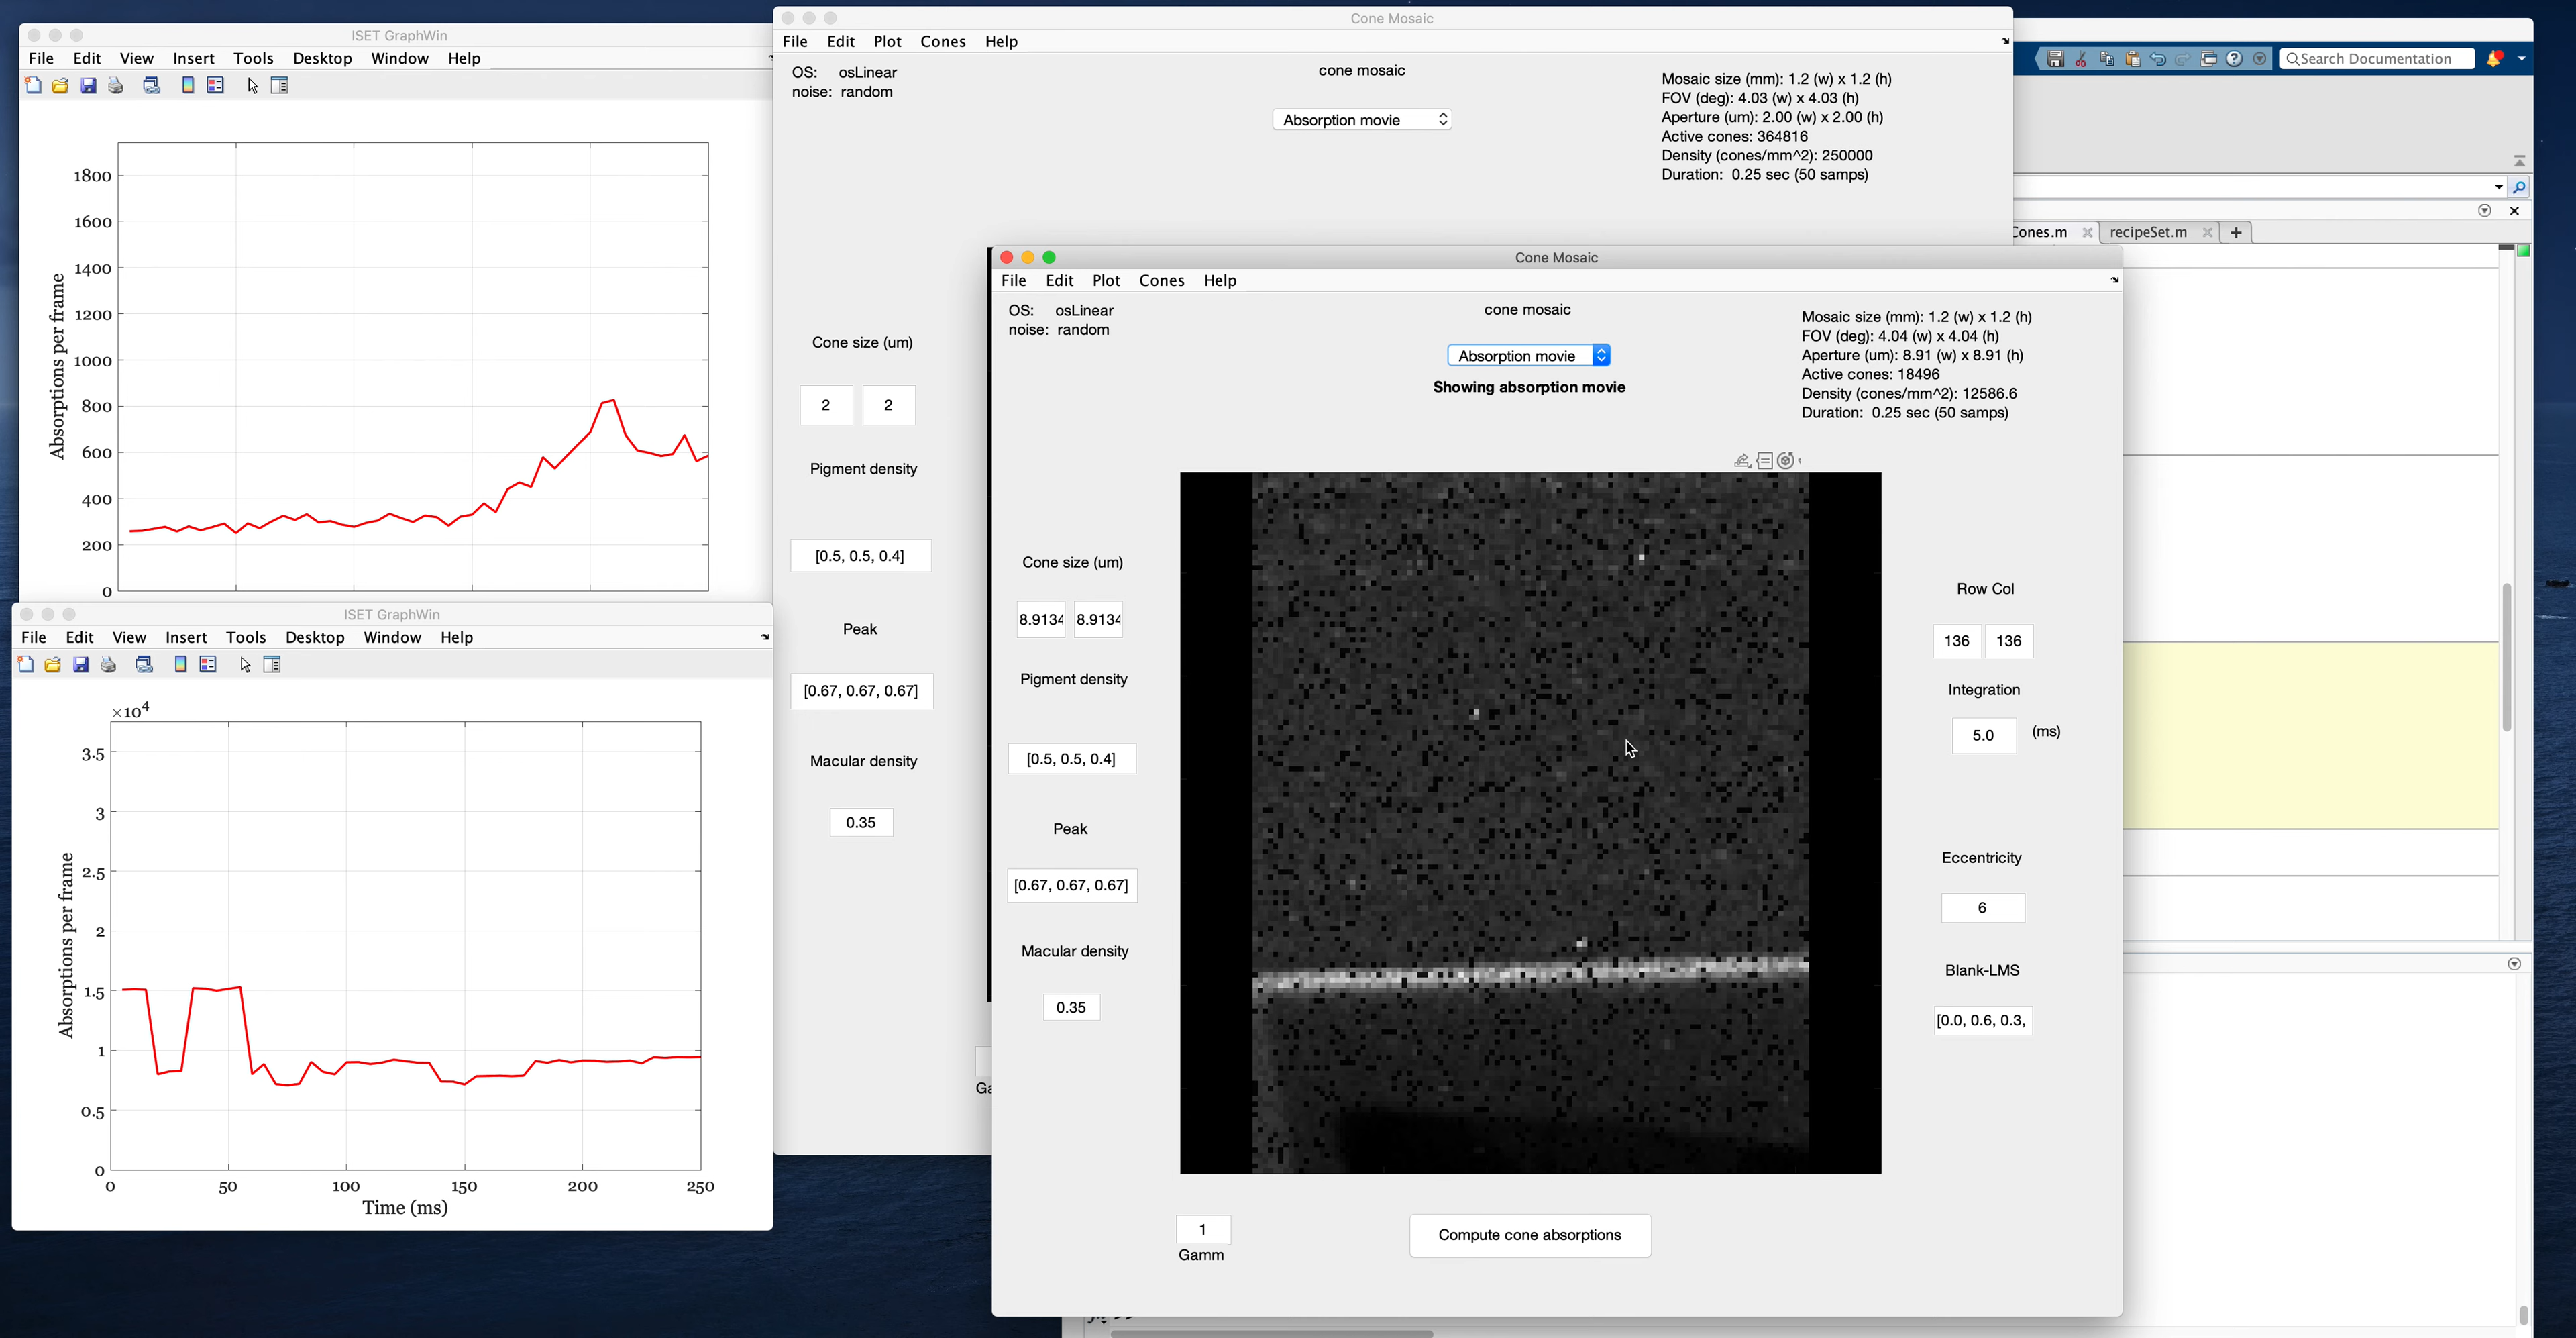 ISET GraphWin
File Edit View Insert Tools Desktop Window Help
1800
1600
1400
1200
1000
800
600
400
200
0
Absorptions per frame
ISET GraphWin
File Edit View Insert Tools Desktop Window Help
×10⁴
3.5
3
2.5
2
1.5
1
0.5
0
Absorptions per frame
0 50 100 150 200 250
Time (ms)
Cone Mosaic
File Edit Plot Cones Help
OS: osLinear
noise: random
cone mosaic
Absorption movie
Mosaic size (mm): 1.2 (w) x 1.2 (h)
FOV (deg): 4.03 (w) x 4.03 (h)
Aperture (um): 2.00 (w) x 2.00 (h)
Active cones: 364816
Density (cones/mm^2): 250000
Duration: 0.25 sec (50 samps)
Cone size (um)
2 2
Pigment density
[0.5, 0.5, 0.4]
Peak
[0.67, 0.67, 0.67]
Macular density
0.35
Cone Mosaic
File Edit Plot Cones Help
OS: osLinear
noise: random
cone mosaic
Absorption movie
Showing absorption movie
Mosaic size (mm): 1.2 (w) x 1.2 (h)
FOV (deg): 4.04 (w) x 4.04 (h)
Aperture (um): 8.91 (w) x 8.91 (h)
Active cones: 18496
Density (cones/mm^2): 12586.6
Duration: 0.25 sec (50 samps)
Cone size (um)
8.9134 8.9134
Pigment density
[0.5, 0.5, 0.4]
Peak
[0.67, 0.67, 0.67]
Macular density
0.35
Row Col
136 136
Integration
5.0 (ms)
Eccentricity
6
Blank-LMS
[0.0, 0.6, 0.3,
1
Gamm
Compute cone absorptions
Search Documentation
Cones.m recipeSet.m